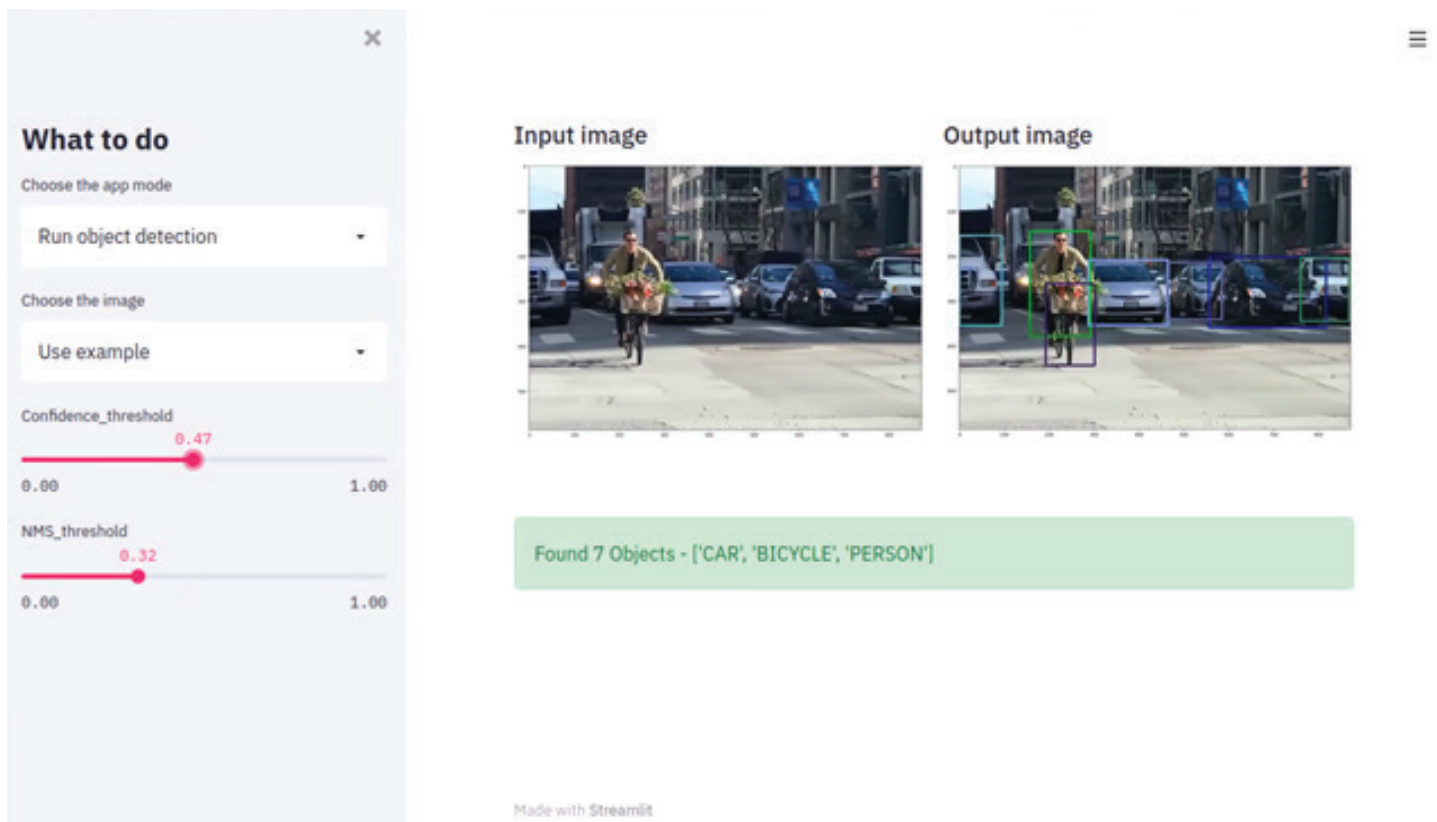 ×
What to do
Choose the app mode
Run object detection
Choose the image
Use example
Confidence_threshold
0.47
0.00 1.00
NMS_threshold
0.32
0.00 1.00
Input image Output image
Found 7 Objects - ['CAR', 'BICYCLE', 'PERSON']
Made with Streamlit